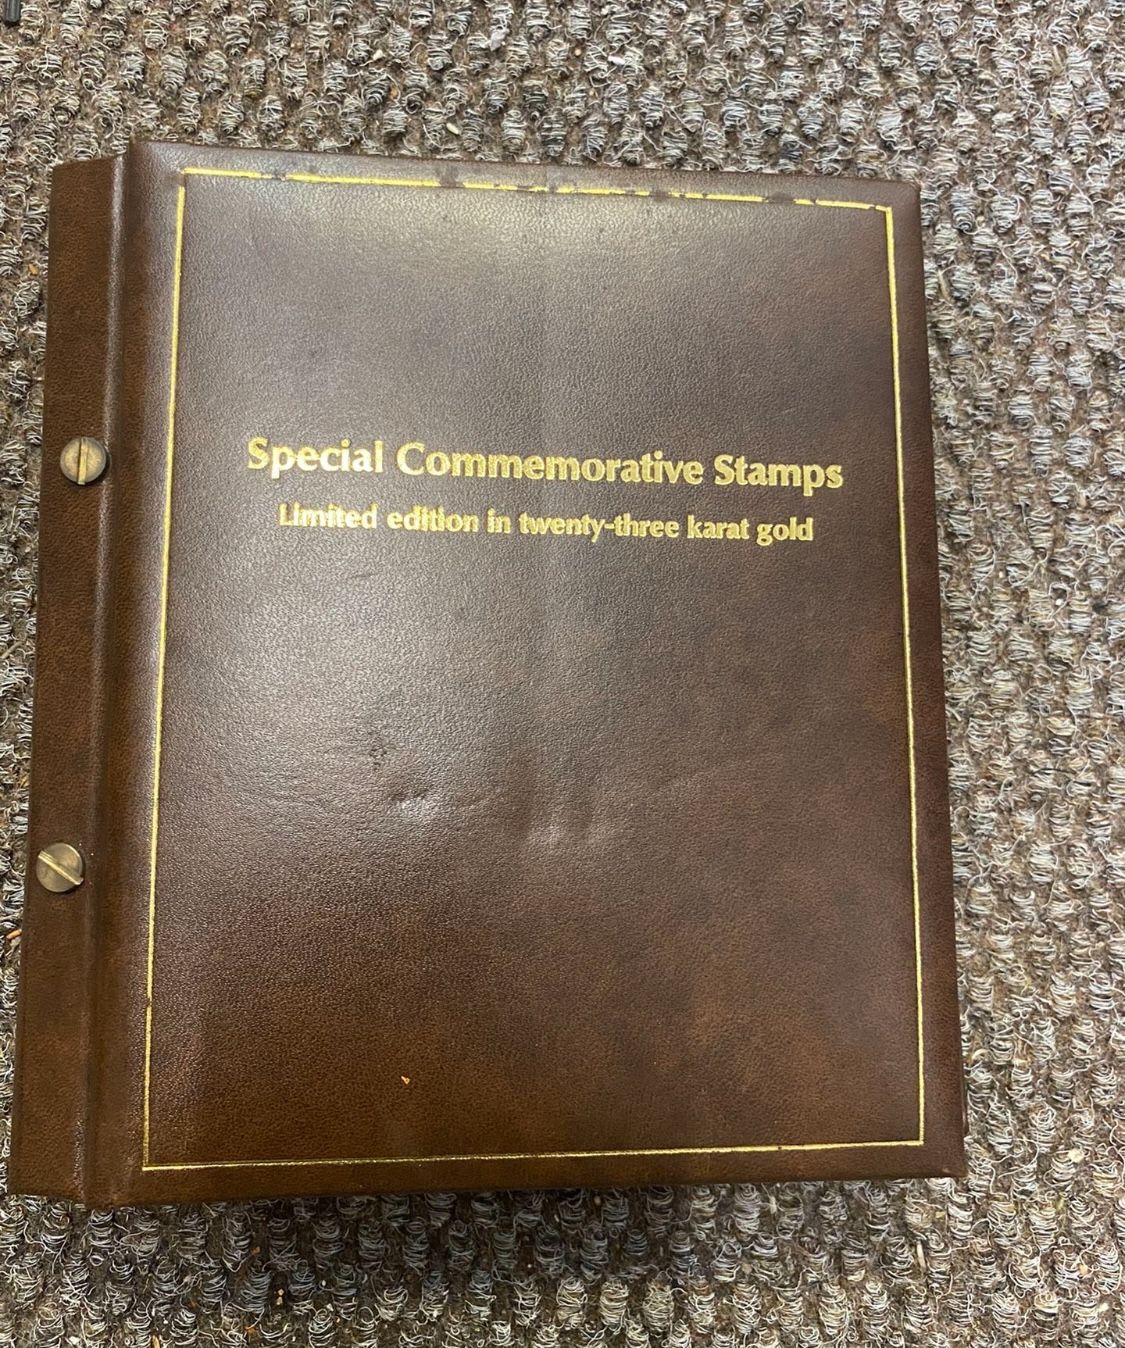 Special Commemorative Stamps
Limited edition in twenty-three karat gold